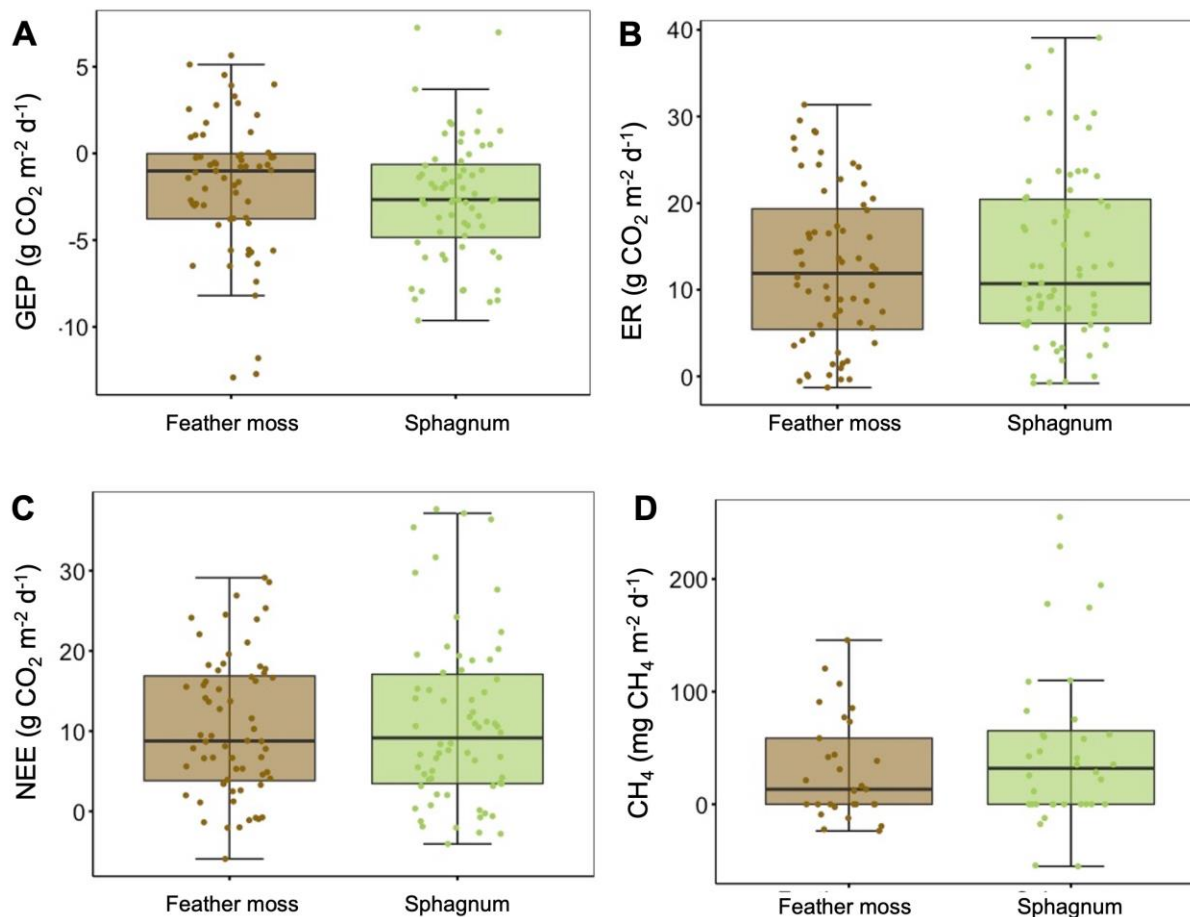 A
GEP (g CO₂ m⁻² d⁻¹)
5
0
-5
-10
Feather moss
Sphagnum
B
ER (g CO₂ m⁻² d⁻¹)
40
30
20
10
0
Feather moss
Sphagnum
C
NEE (g CO₂ m⁻² d⁻¹)
30
20
10
0
Feather moss
Sphagnum
D
CH₄ (mg CH₄ m⁻² d⁻¹)
200
100
0
Feather moss
Sphagnum